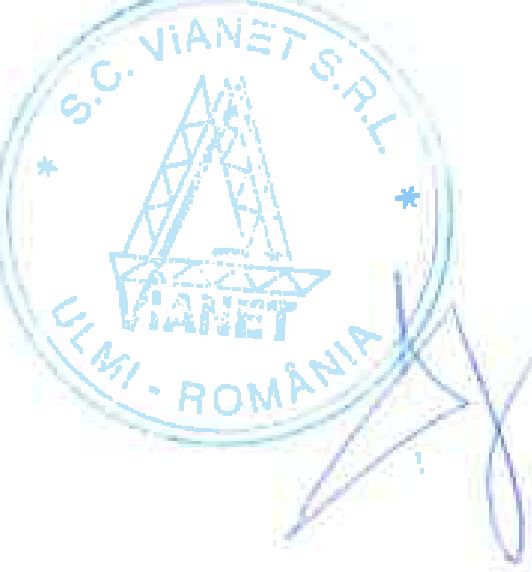 S.C. ViANET S.R.L.
VIANET
ULMI - ROMÂNIA